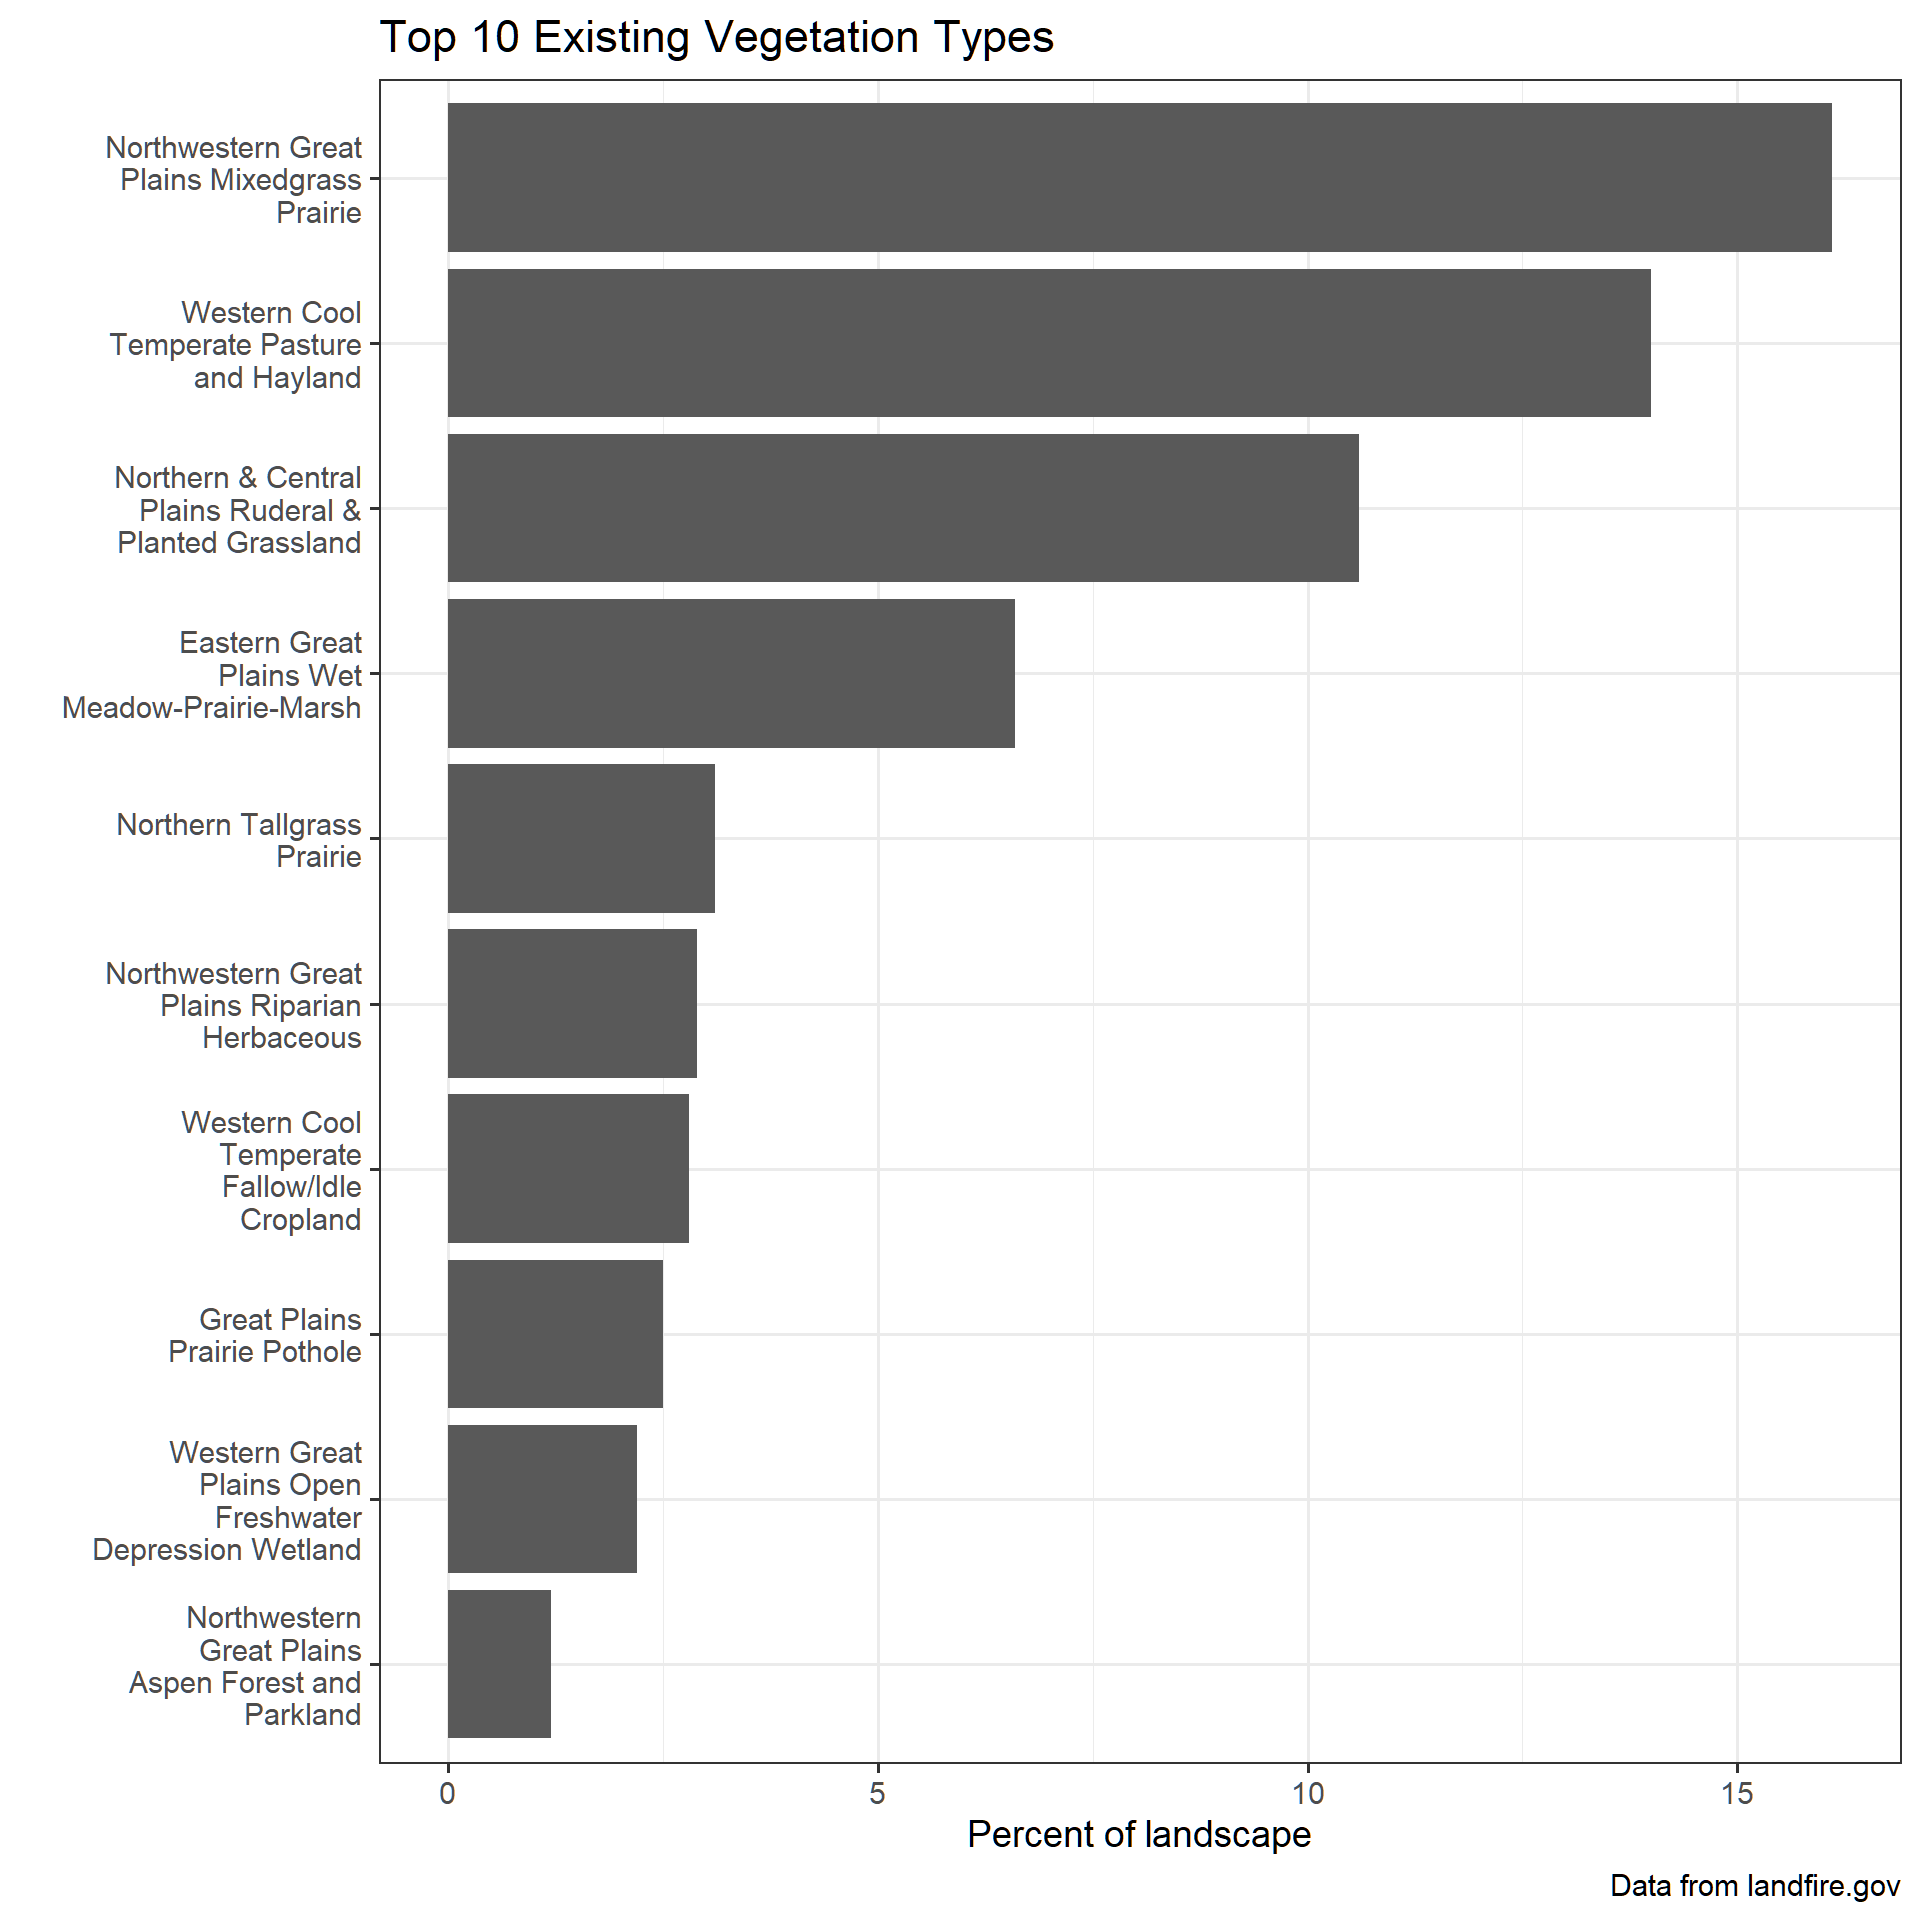 Top 10 Existing Vegetation Types
Northwestern Great
Plains Mixedgrass
Prairie
Western Cool
Temperate Pasture
and Hayland
Northern & Central
Plains Ruderal &
Planted Grassland
Eastern Great
Plains Wet
Meadow-Prairie-Marsh
Northern Tallgrass
Prairie
Northwestern Great
Plains Riparian
Herbaceous
Western Cool
Temperate
Fallow/Idle
Cropland
Great Plains
Prairie Pothole
Western Great
Plains Open
Freshwater
Depression Wetland
Northwestern
Great Plains
Aspen Forest and
Parkland
0 5 10 15
Percent of landscape
Data from landfire.gov